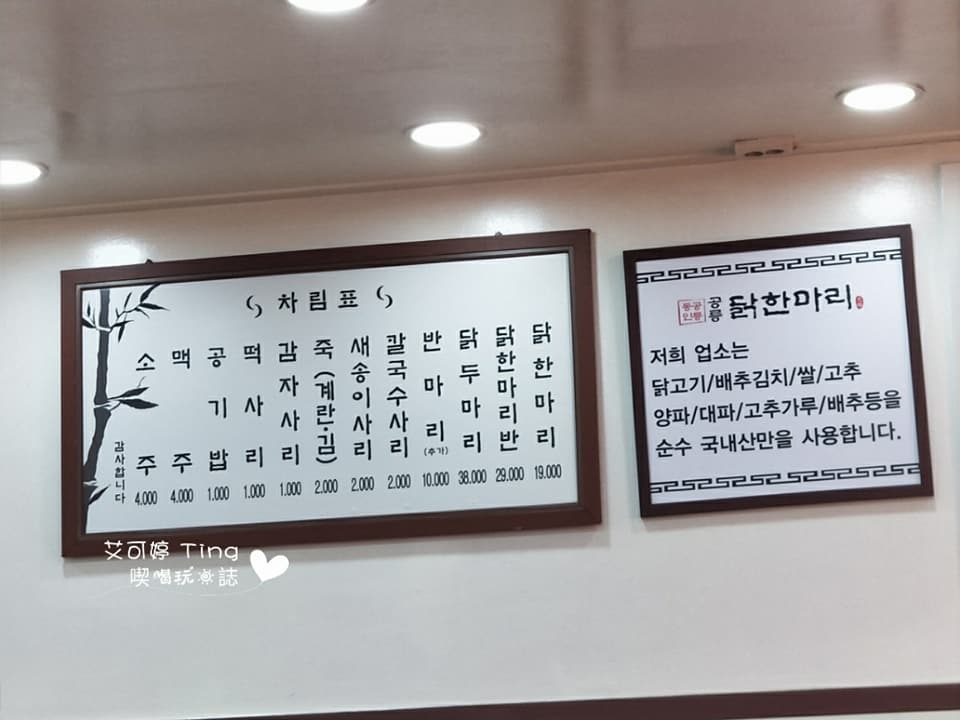 차림표
닭한마리 19.000
닭한마리반 29.000
닭두마리 38.000
반마리(추가) 10.000
칼국수사리 2.000
새송이사리 2.000
죽(계란·김) 2.000
감자사리 1.000
떡사리 1.000
공기밥 1.000
맥주 4.000
소주 4.000
감사합니다
공릉 닭한마리
저희 업소는
닭고기/배추김치/쌀/고추
양파/대파/고추가루/배추등을
순수 국내산만을 사용합니다.
艾可婷 Ting
喫喝玩誌